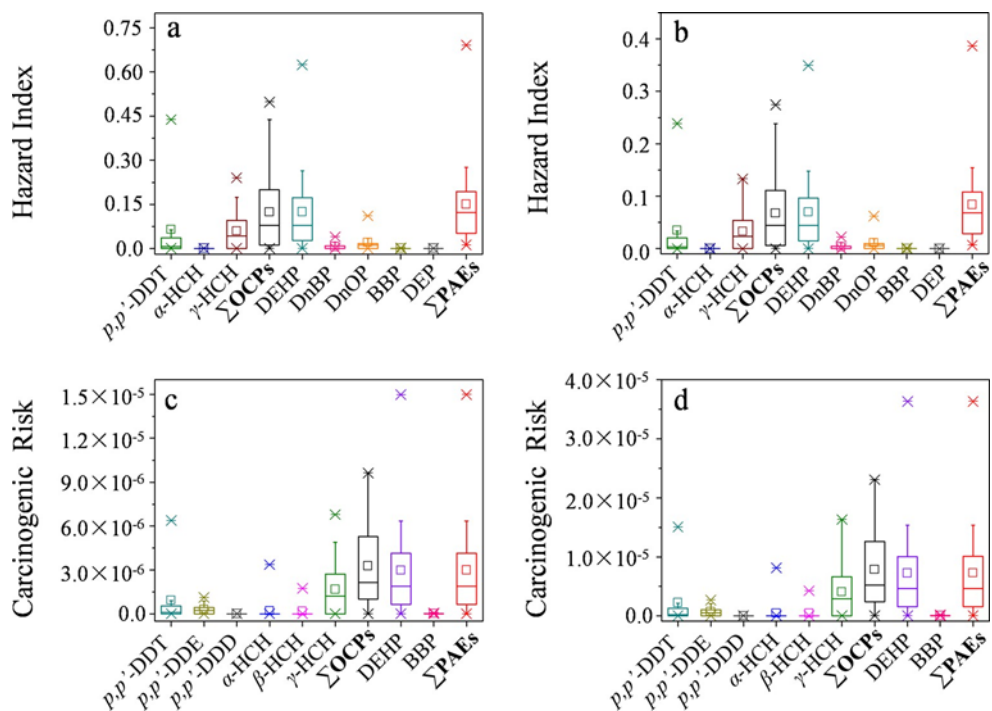 a
Hazard Index
0.75
0.60
0.45
0.30
0.15
0.0
p,p'-DDT
α-HCH
γ-HCH
∑OCPs
DEHP
DnBP
DnOP
BBP
DEP
∑PAEs
b
Hazard Index
0.4
0.3
0.2
0.1
0.0
p,p'-DDT
α-HCH
γ-HCH
∑OCPs
DEHP
DnBP
DnOP
BBP
DEP
∑PAEs
c
Carcinogenic Risk
1.5×10⁻⁵
1.2×10⁻⁵
9.0×10⁻⁶
6.0×10⁻⁶
3.0×10⁻⁶
0.0
p,p'-DDT
p,p'-DDE
p,p'-DDD
α-HCH
β-HCH
γ-HCH
∑OCPs
DEHP
BBP
∑PAEs
d
Carcinogenic Risk
4.0×10⁻⁵
3.0×10⁻⁵
2.0×10⁻⁵
1.0×10⁻⁵
0.0
p,p'-DDT
p,p'-DDE
p,p'-DDD
α-HCH
β-HCH
γ-HCH
∑OCPs
DEHP
BBP
∑PAEs